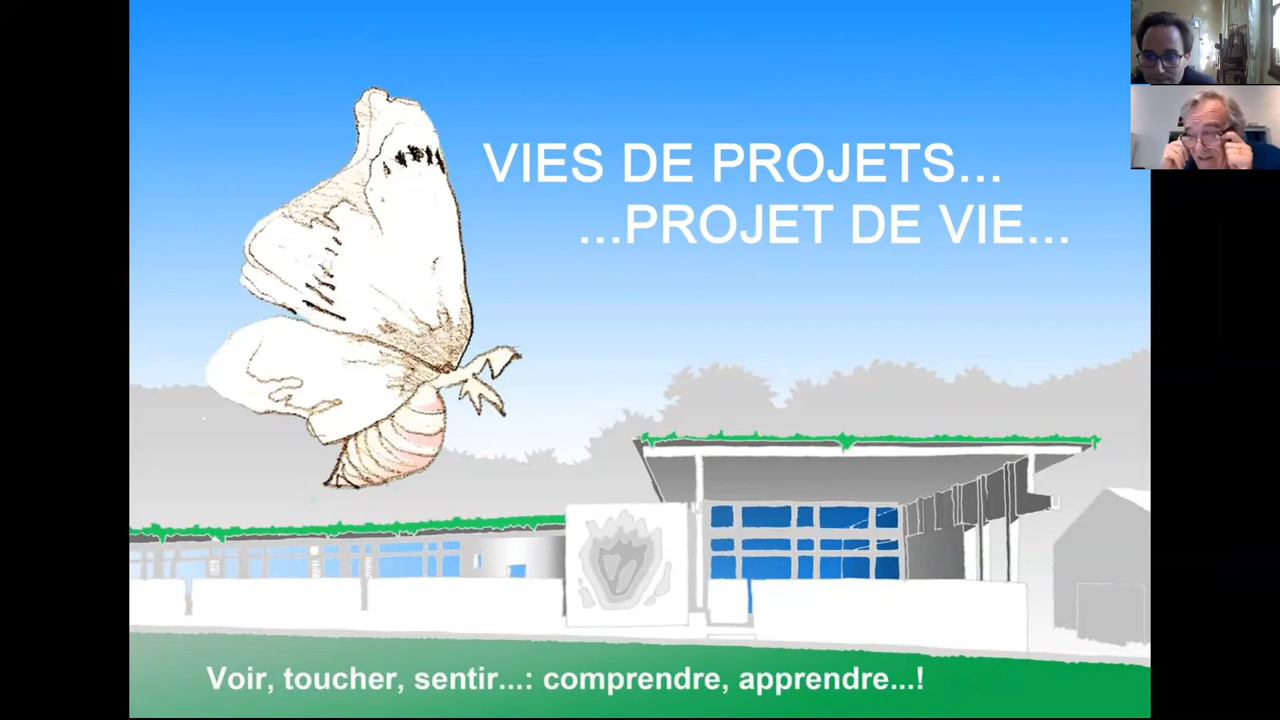 VIES DE PROJETS...
...PROJET DE VIE...
Voir, toucher, sentir...: comprendre, apprendre...!